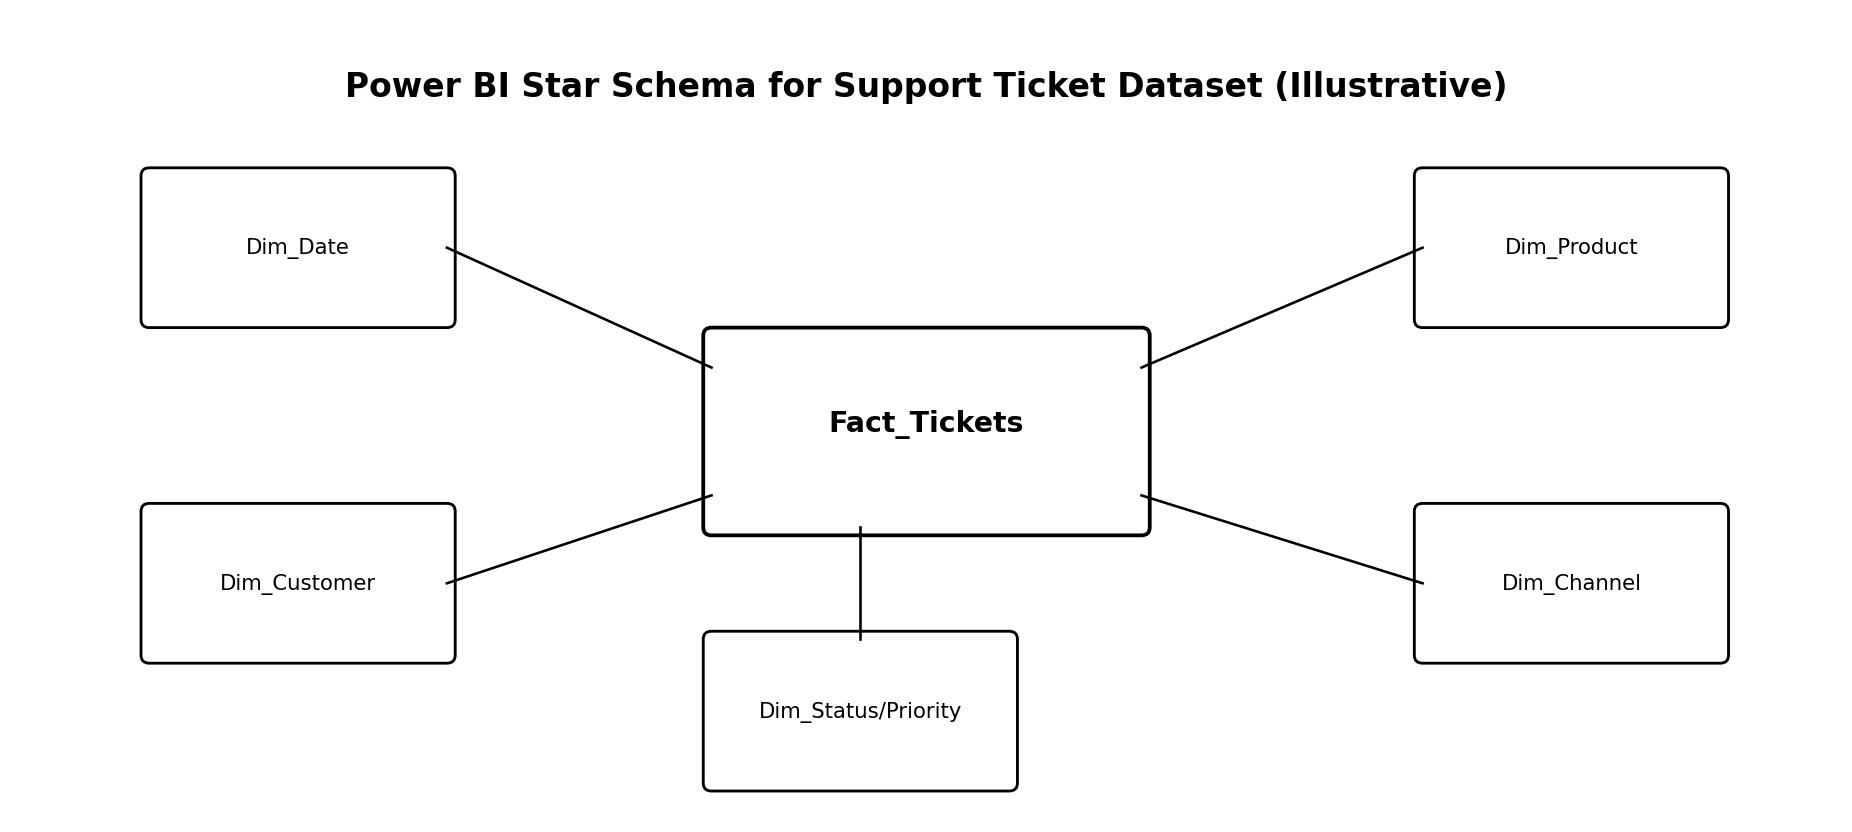 Power BI Star Schema for Support Ticket Dataset (Illustrative)
Dim_Date
Dim_Product
Fact_Tickets
Dim_Customer
Dim_Channel
Dim_Status/Priority